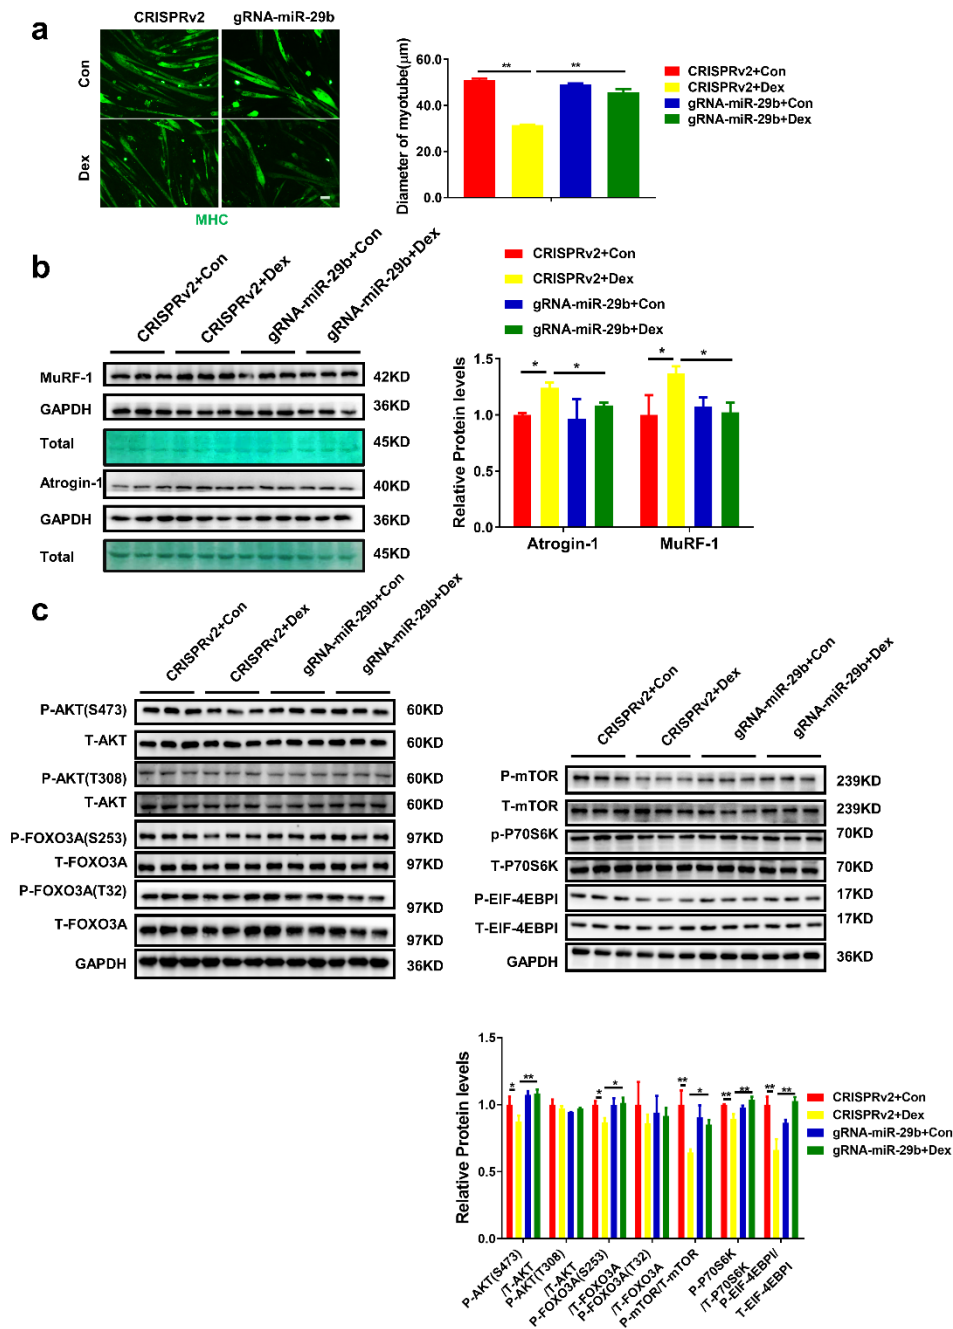 a
CRISPRv2
gRNA-miR-29b
Con
Dex
MHC
Diameter of myotube(μm)
60.0
40.0
20.0
0.0
**
**
CRISPRv2+Con
CRISPRv2+Dex
gRNA-miR-29b+Con
gRNA-miR-29b+Dex
b
CRISPRv2+Con
CRISPRv2+Dex
gRNA-miR-29b+Con
gRNA-miR-29b+Dex
MuRF-1
42KD
GAPDH
36KD
Total
45KD
Atrogin-1
40KD
GAPDH
36KD
Total
45KD
CRISPRv2+Con
CRISPRv2+Dex
gRNA-miR-29b+Con
gRNA-miR-29b+Dex
Relative Protein levels
1.5
1.0
0.5
0.0
*
*
*
*
Atrogin-1
MuRF-1
c
CRISPRv2+Con
CRISPRv2+Dex
gRNA-miR-29b+Con
gRNA-miR-29b+Dex
P-AKT(S473)
60KD
T-AKT
60KD
P-AKT(T308)
60KD
T-AKT
60KD
P-FOXO3A(S253)
97KD
T-FOXO3A
97KD
P-FOXO3A(T32)
97KD
T-FOXO3A
97KD
GAPDH
36KD
CRISPRv2+Con
CRISPRv2+Dex
gRNA-miR-29b+Con
gRNA-miR-29b+Dex
P-mTOR
239KD
T-mTOR
239KD
p-P70S6K
70KD
T-P70S6K
70KD
P-EIF-4EBPI
17KD
T-EIF-4EBPI
17KD
GAPDH
36KD
Relative Protein levels
1.5
1.0
0.5
0.0
*
**
*
*
**
*
**
**
**
**
CRISPRv2+Con
CRISPRv2+Dex
gRNA-miR-29b+Con
gRNA-miR-29b+Dex
P-AKT(S473)
/T-AKT
P-AKT(T308)
/T-AKT
P-FOXO3A(S253)
/T-FOXO3A
P-FOXO3A(T32)
/T-FOXO3A
P-mTOR/T-mTOR
P-P70S6K
/T-P70S6K
P-EIF-4EBPI/
T-EIF-4EBPI